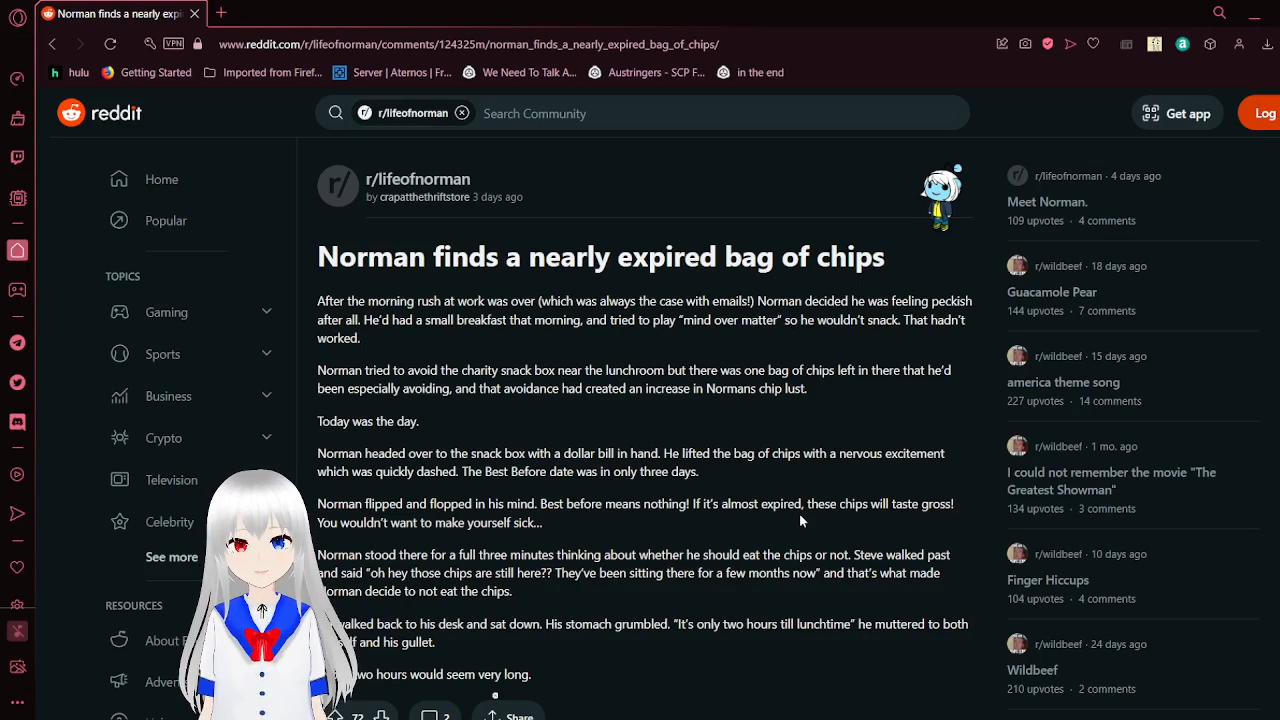 Norman finds a nearly expi
www.reddit.com/r/lifeofnorman/comments/124325m/norman_finds_a_nearly_expired_bag_of_chips/
VPN
hulu
Getting Started
Imported from Firef...
Server | Aternos | Fr...
We Need To Talk A...
Austringers - SCP F...
in the end
reddit
r/lifeofnorman
Search Community
Get app
Log
Home
Popular
TOPICS
Gaming
Sports
Business
Crypto
Television
Celebrity
See more
RESOURCES
About
Adver
r/lifeofnorman
by crapatthethriftstore 3 days ago
Norman finds a nearly expired bag of chips
After the morning rush at work was over (which was always the case with emails!) Norman decided he was feeling peckish
after all. He'd had a small breakfast that morning, and tried to play “mind over matter” so he wouldn't snack. That hadn't
worked.
Norman tried to avoid the charity snack box near the lunchroom but there was one bag of chips left in there that he'd
been especially avoiding, and that avoidance had created an increase in Normans chip lust.
Today was the day.
Norman headed over to the snack box with a dollar bill in hand. He lifted the bag of chips with a nervous excitement
which was quickly dashed. The Best Before date was in only three days.
Norman flipped and flopped in his mind. Best before means nothing! If it's almost expired, these chips will taste gross!
You wouldn't want to make yourself sick...
Norman stood there for a full three minutes thinking about whether he should eat the chips or not. Steve walked past
and said “oh hey those chips are still here?? They've been sitting there for a few months now” and that's what made
Norman decide to not eat the chips.
walked back to his desk and sat down. His stomach grumbled. “It's only two hours till lunchtime” he muttered to both
self and his gullet.
two hours would seem very long.
72
2
Share
r/lifeofnorman · 4 days ago
Meet Norman.
109 upvotes · 4 comments
r/wildbeef · 18 days ago
Guacamole Pear
144 upvotes · 7 comments
r/wildbeef · 15 days ago
america theme song
227 upvotes · 14 comments
r/wildbeef · 1 mo. ago
I could not remember the movie "The
Greatest Showman"
134 upvotes · 3 comments
r/wildbeef · 10 days ago
Finger Hiccups
104 upvotes · 4 comments
r/wildbeef · 24 days ago
Wildbeef
210 upvotes · 2 comments